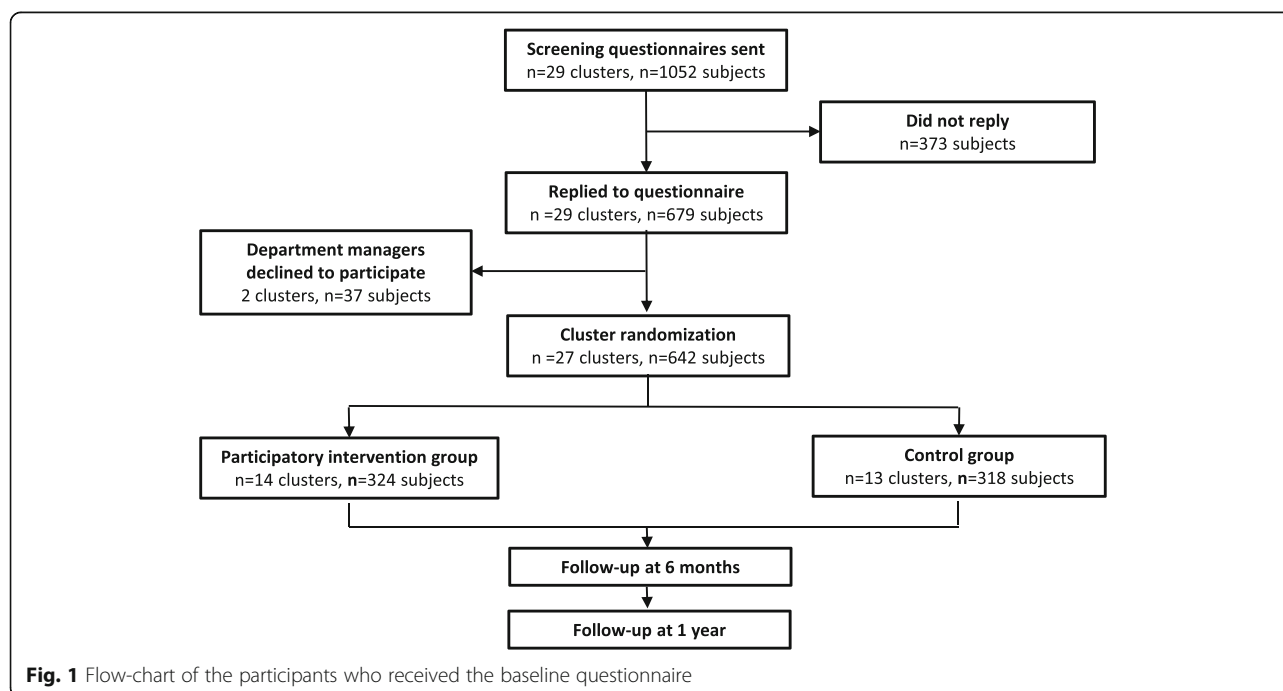 Screening questionnaires sent
n=29 clusters, n=1052 subjects
Did not reply
n=373 subjects
Replied to questionnaire
n =29 clusters, n=679 subjects
Department managers
declined to participate
2 clusters, n=37 subjects
Cluster randomization
n =27 clusters, n=642 subjects
Participatory intervention group
n=14 clusters, n=324 subjects
Control group
n=13 clusters, n=318 subjects
Follow-up at 6 months
Follow-up at 1 year
Fig. 1 Flow-chart of the participants who received the baseline questionnaire